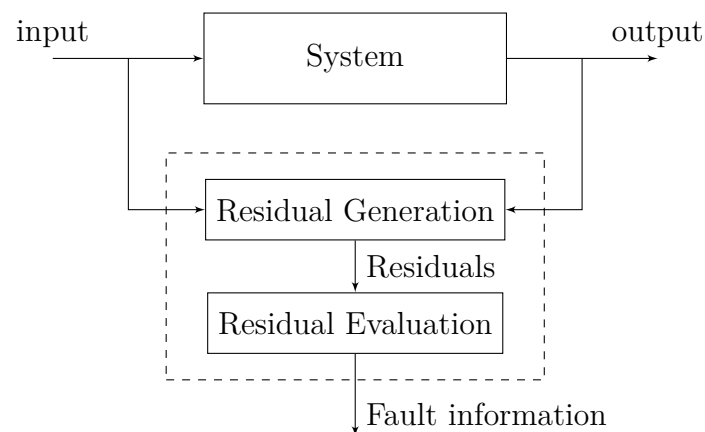 input
output
System
Residual Generation
Residuals
Residual Evaluation
Fault information